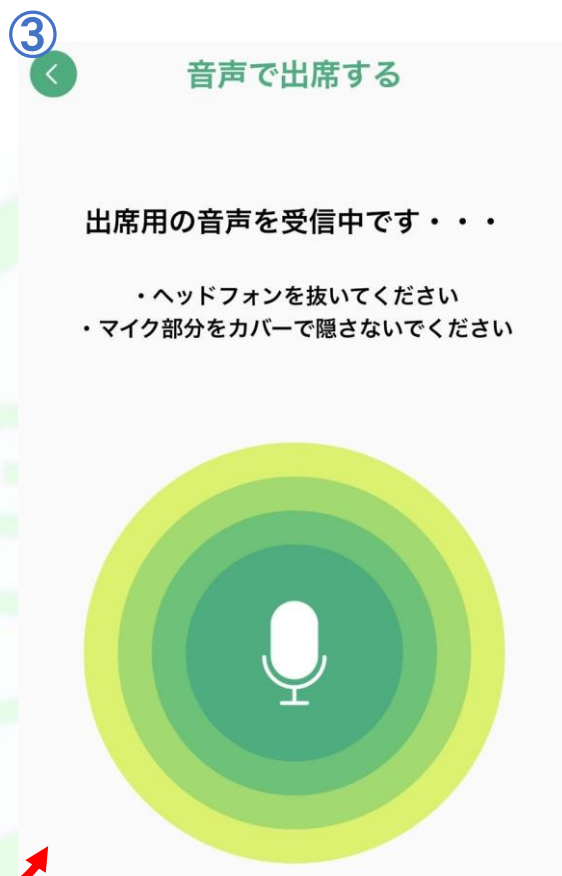 ③
音声で出席する
出席用の音声を受信中です・・・
・ヘッドフォンを抜いてください
・マイク部分をカバーで隠さないでください